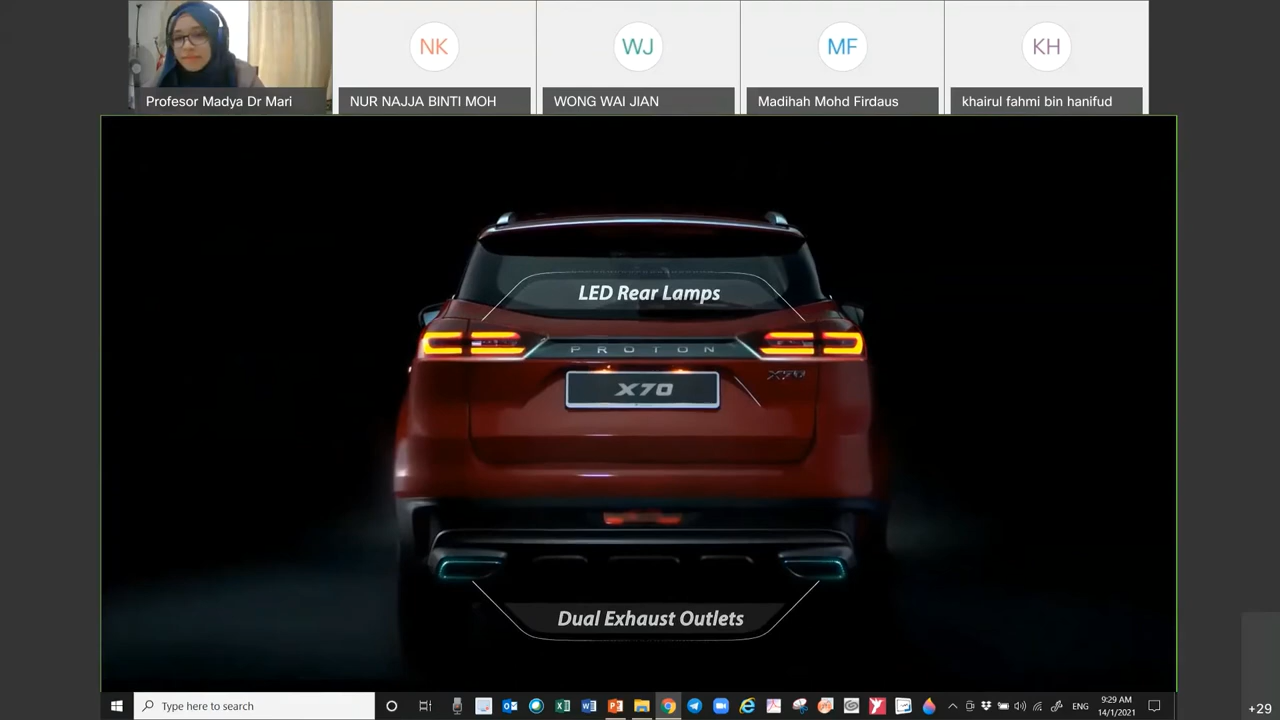 NK
WJ
MF
KH
Profesor Madya Dr Mari
NUR NAJJA BINTI MOH
WONG WAI JIAN
Madihah Mohd Firdaus
khairul fahmi bin hanifud
LED Rear Lamps
PROTON
X70
X70
Dual Exhaust Outlets
Type here to search
ENG
9:29 AM
14/1/2021
+29